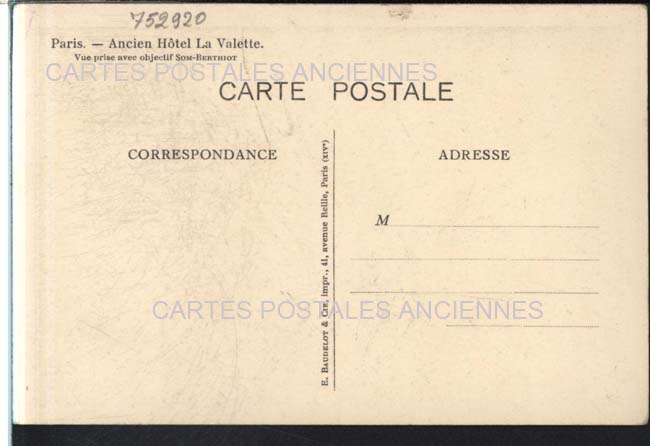 752920
Paris. — Ancien Hôtel La Valette.
Vue prise avec objectif SOM-BERTHIOT
CARTES POSTALES ANCIENNES
CARTE POSTALE
CORRESPONDANCE
ADRESSE
E. BAUDELOT & CIE, impr., 41, avenue Reille, Paris (XIVe)
M
CARTES POSTALES ANCIENNES